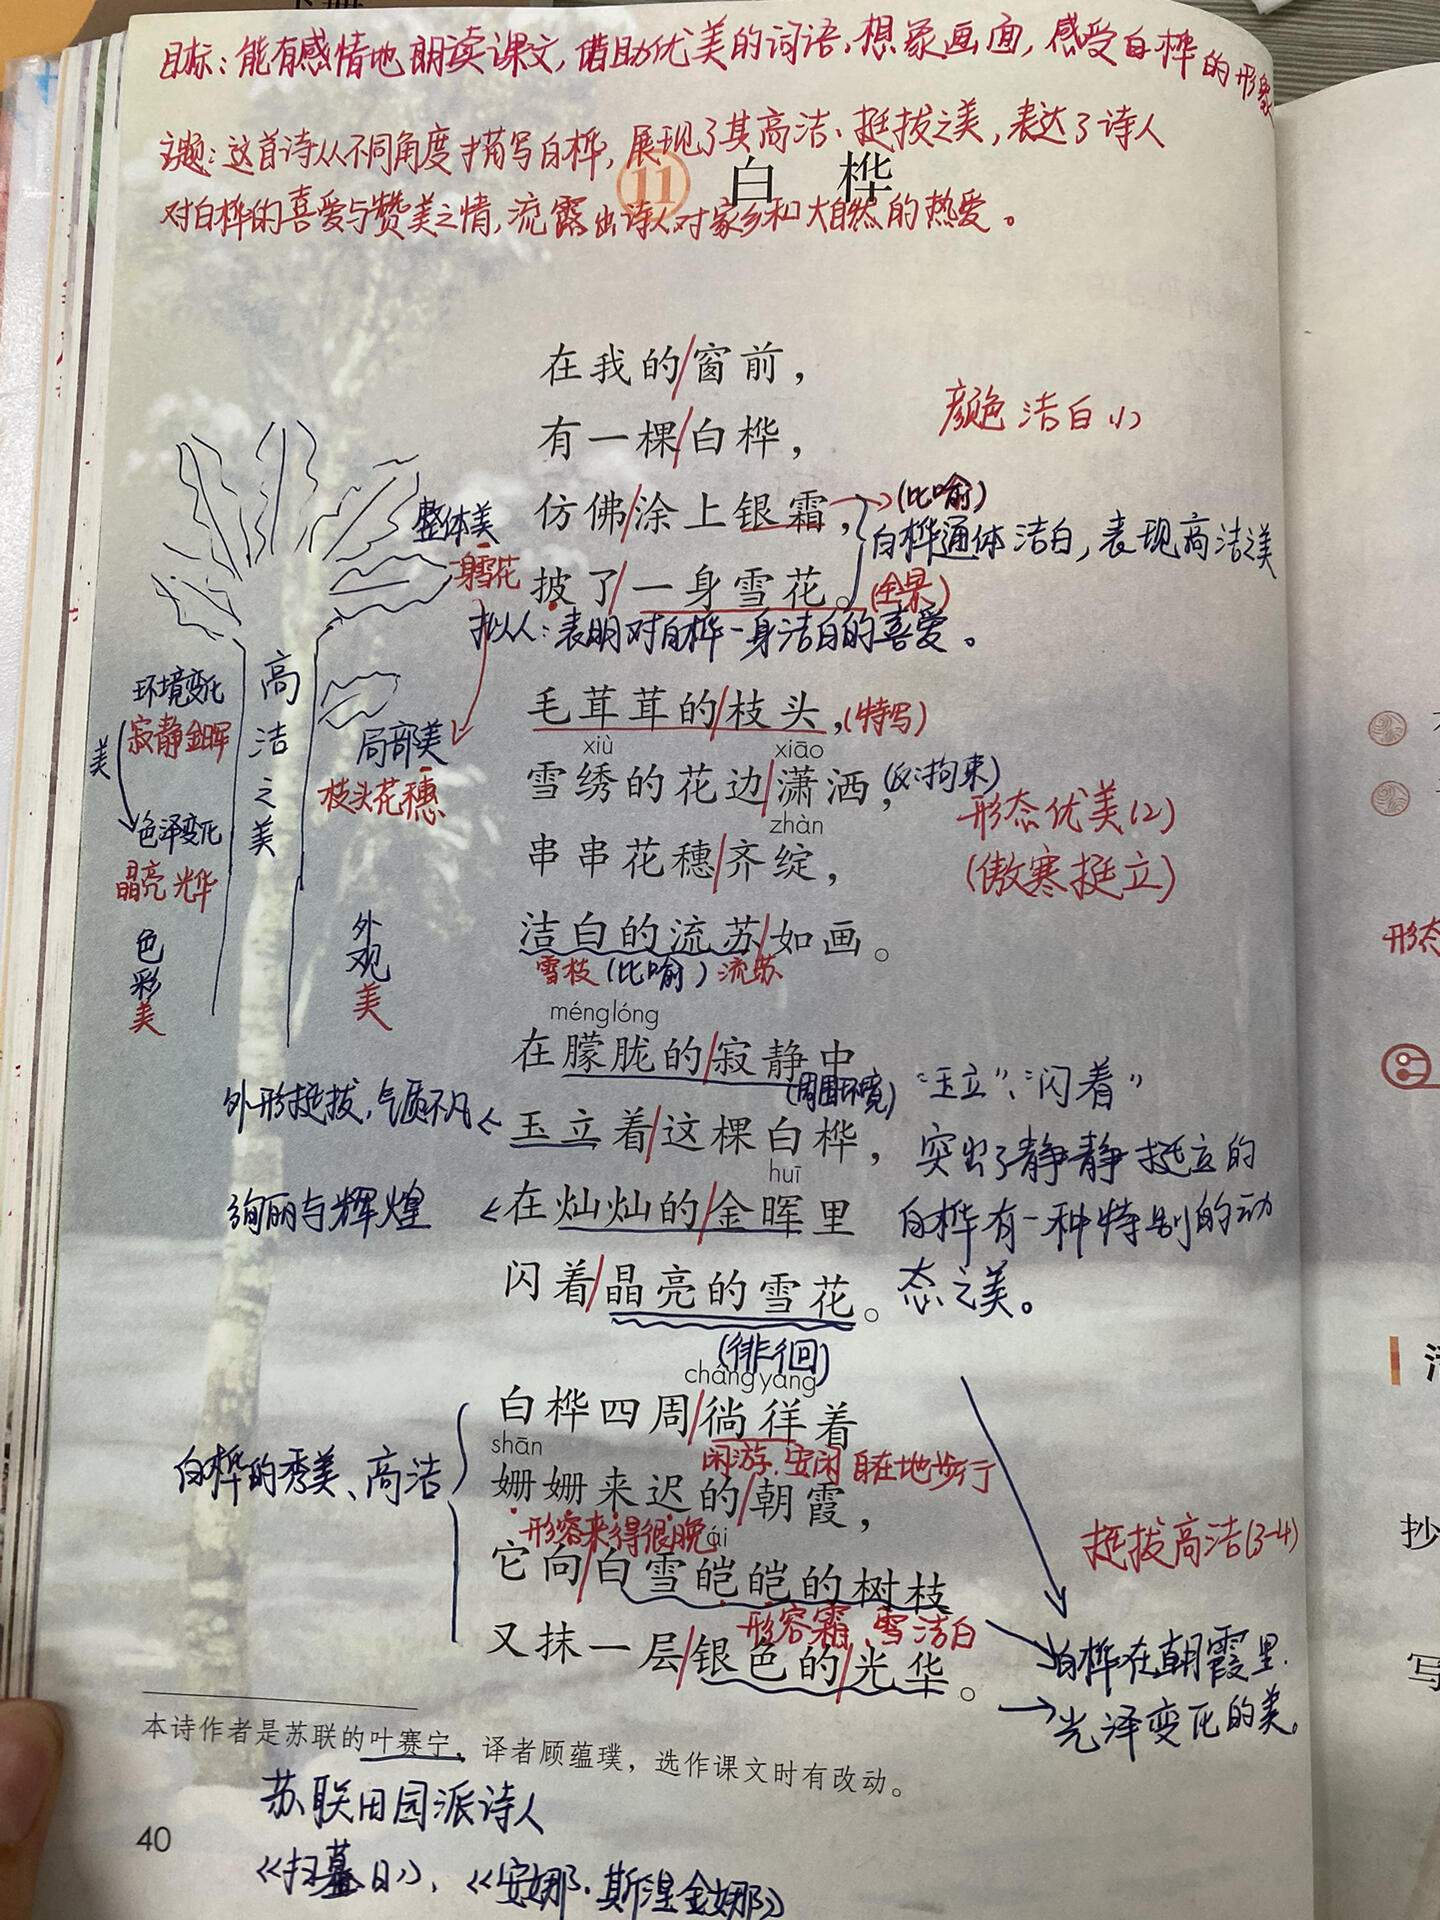 目标：能有感情地朗读课文，借助优美的词语，想象画面，感受白桦的形象
主题：这首诗从不同角度描写白桦，展现了其高洁、挺拔之美，表达了诗人
对白桦的喜爱与赞美之情，流露出诗人对家乡和大自然的热爱。
11 白桦
在我的/窗前，
有一棵/白桦，
颜色洁白(1)
仿佛/涂上银霜，
(比喻)
白桦通体洁白，表现高洁之美
披了/一身雪花。
(全景)
拟人：表明对白桦一身洁白的喜爱。
整体美
一身雪花
高洁之美
环境变化
寂静 金晖
美
色泽变化
晶亮 光华
色彩美
局部美
枝头花穗
外观美
毛茸茸的/枝头，(特写)
xiù xiāo
雪绣的花边/潇洒，(反：拘束)
形态优美(2)
zhàn
串串花穗/齐绽，
(傲寒挺立)
洁白的流苏/如画。
雪枝(比喻)流苏
ménglóng
在朦胧的/寂静中
(周围环境)
外形挺拔，气质不凡
玉立着/这棵白桦，
huī
绚丽与辉煌
在灿灿的/金晖里
闪着/晶亮的雪花。
“玉立”、“闪着”
突出了静静挺立的
白桦有一种特别的动
态之美。
(徘徊)
cháng yáng
白桦四周/徜徉着
闲游，安闲自在地步行
shān
姗姗来迟的/朝霞，
形容来得很晚
白桦的秀美、高洁
ái
它向/白雪皑皑的树枝
形容霜、雪洁白
又抹一层/银色的/光华。
挺拔高洁(3-4)
白桦在朝霞里
光泽变化的美。
本诗作者是苏联的叶赛宁，译者顾蕴璞，选作课文时有改动。
苏联田园派诗人
《扫墓日》、《安娜·斯涅金娜》
40
形态
抄
写